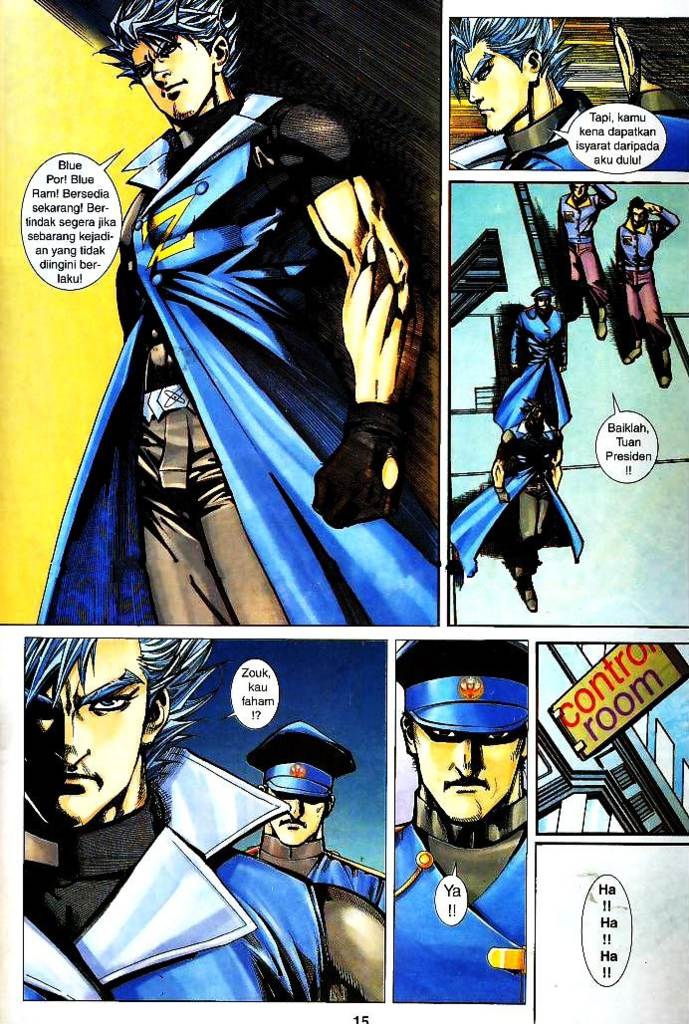 Blue
Por! Blue
Ram! Bersedia
sekarang! Ber-
tindak segera jika
sebarang kejadi-
an yang tidak
diingini ber-
laku!
Tapi, kamu
kena dapatkan
isyarat daripada
aku dulu!
Baiklah,
Tuan
Presiden
!!
Zouk,
kau
faham
!?
Ya
!!
control
room
Ha
!!
Ha
!!
Ha
!!
15